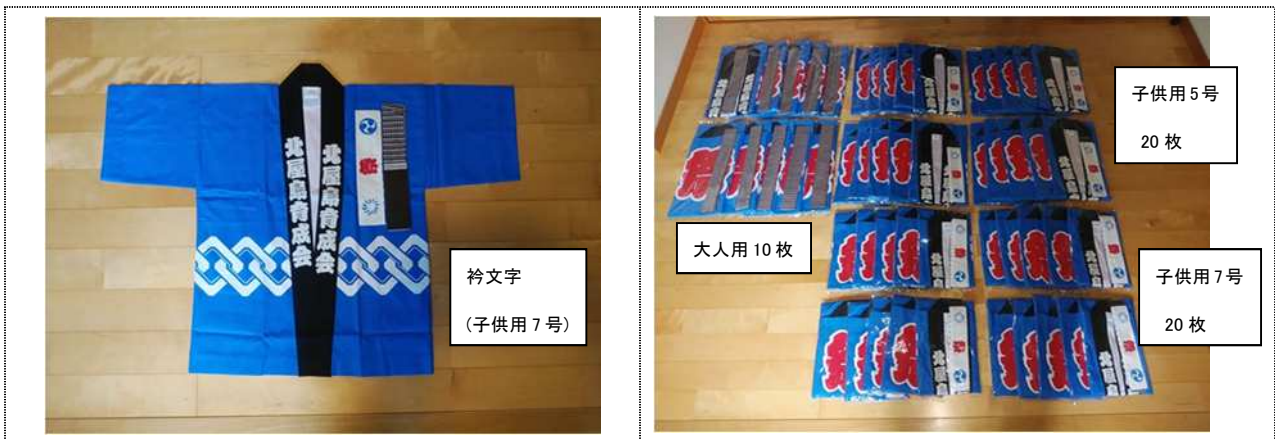 北屋島育成会
北屋島育成会
祭
衿文字
(子供用7号)
子供用5号
20枚
大人用10枚
子供用7号
20枚